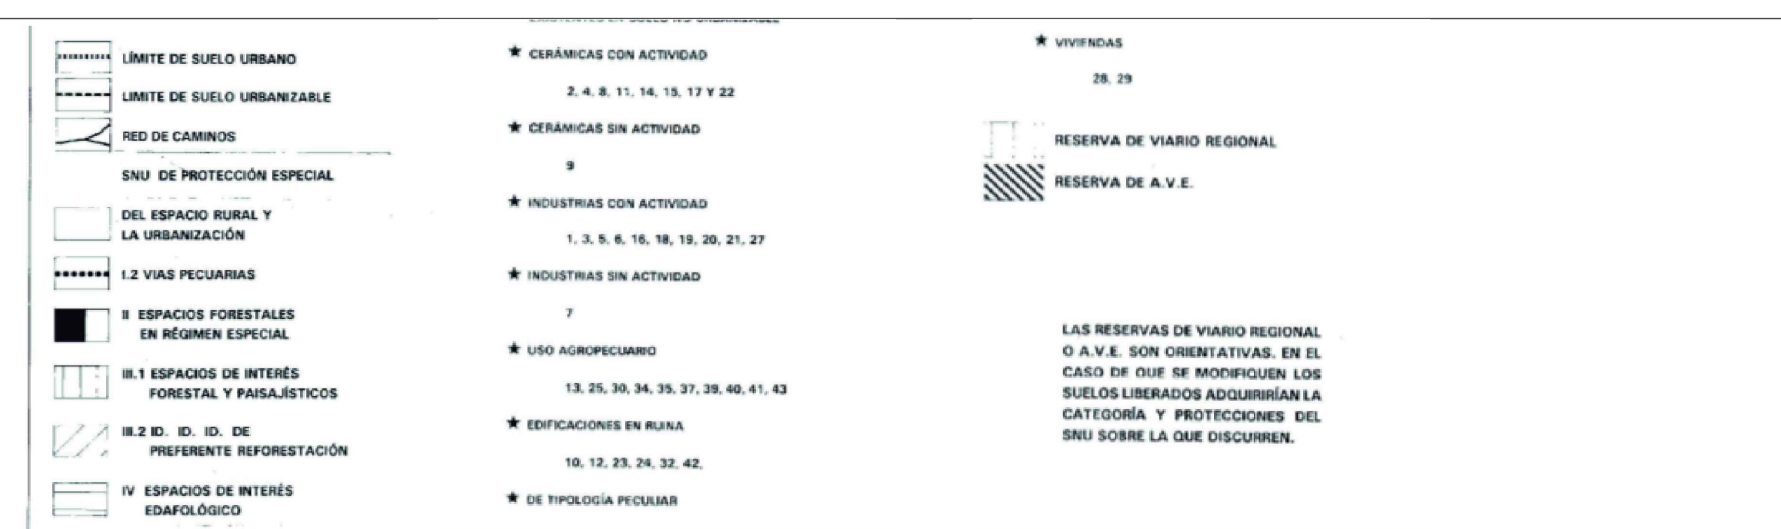 LÍMITE DE SUELO URBANO
LIMITE DE SUELO URBANIZABLE
RED DE CAMINOS
SNU DE PROTECCIÓN ESPECIAL
DEL ESPACIO RURAL Y
LA URBANIZACIÓN
I.2 VIAS PECUARIAS
II ESPACIOS FORESTALES
EN RÉGIMEN ESPECIAL
III.1 ESPACIOS DE INTERÉS
FORESTAL Y PAISAJÍSTICOS
III.2 ID. ID. ID. DE
PREFERENTE REFORESTACIÓN
IV ESPACIOS DE INTERÉS
EDAFOLÓGICO
★ CERÁMICAS CON ACTIVIDAD
2, 4, 8, 11, 14, 15, 17 Y 22
★ CERÁMICAS SIN ACTIVIDAD
9
★ INDUSTRIAS CON ACTIVIDAD
1, 3, 5, 6, 16, 18, 19, 20, 21, 27
★ INDUSTRIAS SIN ACTIVIDAD
7
★ USO AGROPECUARIO
13, 25, 30, 34, 35, 37, 39, 40, 41, 43
★ EDIFICACIONES EN RUINA
10, 12, 23, 24, 32, 42,
★ DE TIPOLOGÍA PECULIAR
★ VIVIENDAS
28, 29
RESERVA DE VIARIO REGIONAL
RESERVA DE A.V.E.
LAS RESERVAS DE VIARIO REGIONAL
O A.V.E. SON ORIENTATIVAS. EN EL
CASO DE QUE SE MODIFIQUEN LOS
SUELOS LIBERADOS ADQUIRIRÍAN LA
CATEGORÍA Y PROTECCIONES DEL
SNU SOBRE LA QUE DISCURREN.